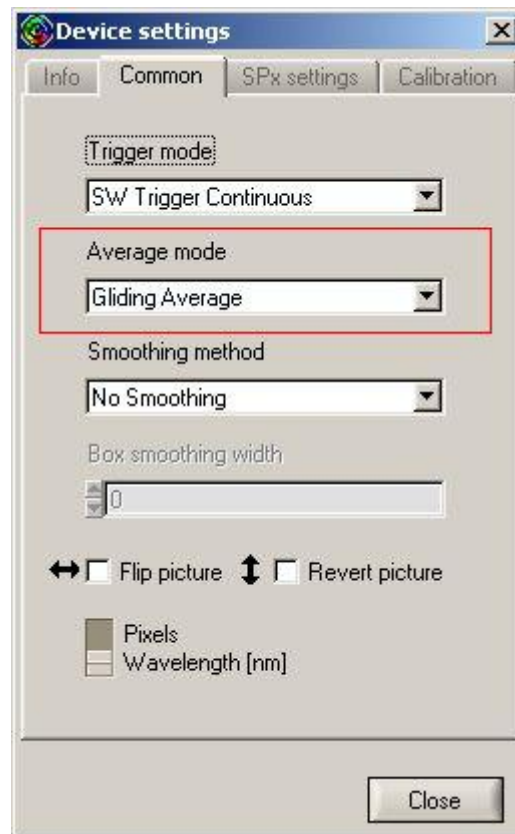 Device settings
Info Common SPx settings Calibration
Trigger mode
SW Trigger Continuous
Average mode
Gliding Average
Smoothing method
No Smoothing
Box smoothing width
0
Flip picture Revert picture
Pixels
Wavelength [nm]
Close